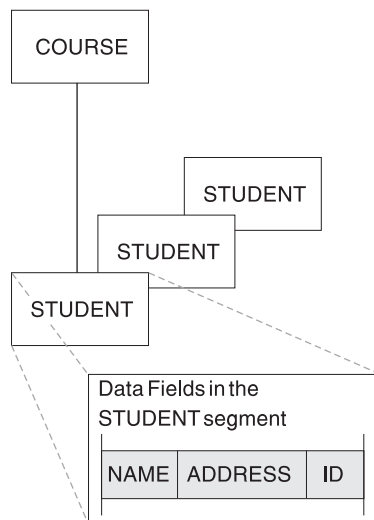 COURSE
STUDENT
STUDENT
STUDENT
Data Fields in the
STUDENT segment
NAME ADDRESS ID